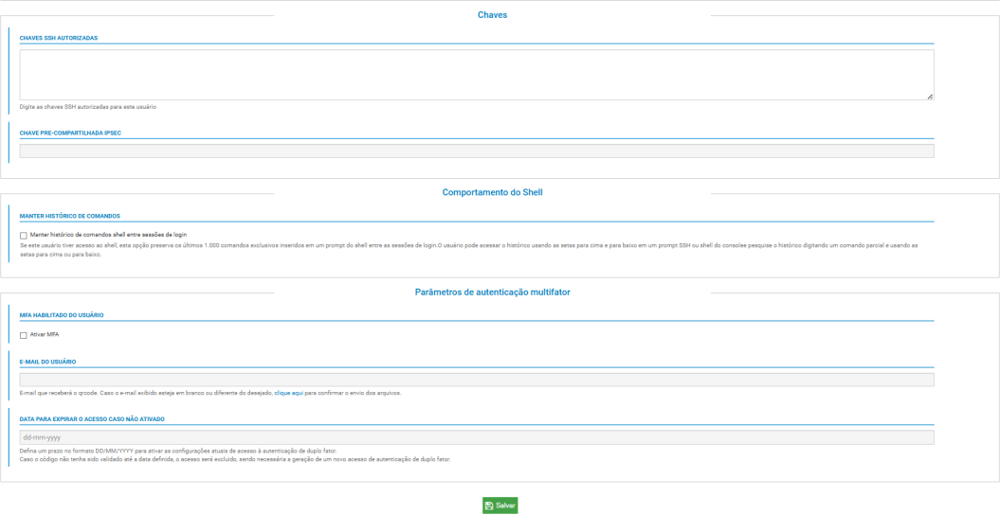 Chaves
CHAVES SSH AUTORIZADAS
Digite as chaves SSH autorizadas para este usuário
CHAVE PRE-COMPARTILHADA IPSEC
Comportamento do Shell
MANTER HISTÓRICO DE COMANDOS
Manter histórico de comandos shell entre sessões de login
Se este usuário tiver acesso ao shell, esta opção preserva os últimos 1.000 comandos exclusivos inseridos em um prompt do shell entre as sessões de login.O usuário pode acessar o histórico usando as setas para cima e para baixo em um prompt SSH ou shell do consolee pesquise o histórico digitando um comando parcial e usando as
setas para cima ou para baixo.
Parâmetros de autenticação multifator
MFA HABILITADO DO USUÁRIO
Ativar MFA
E-MAIL DO USUÁRIO
E-mail que receberá o qrcode. Caso o e-mail exibido esteja em branco ou diferente do desejado, clique aqui para confirmar o envio dos arquivos.
DATA PARA EXPIRAR O ACESSO CASO NÃO ATIVADO
dd-mm-yyyy
Defina um prazo no formato DD/MM/YYYY para ativar as configurações atuais de acesso à autenticação de duplo fator.
Caso o código não tenha sido validado até a data definida, o acesso será excluído, sendo necessária a geração de um novo acesso de autenticação de duplo fator.
Salvar